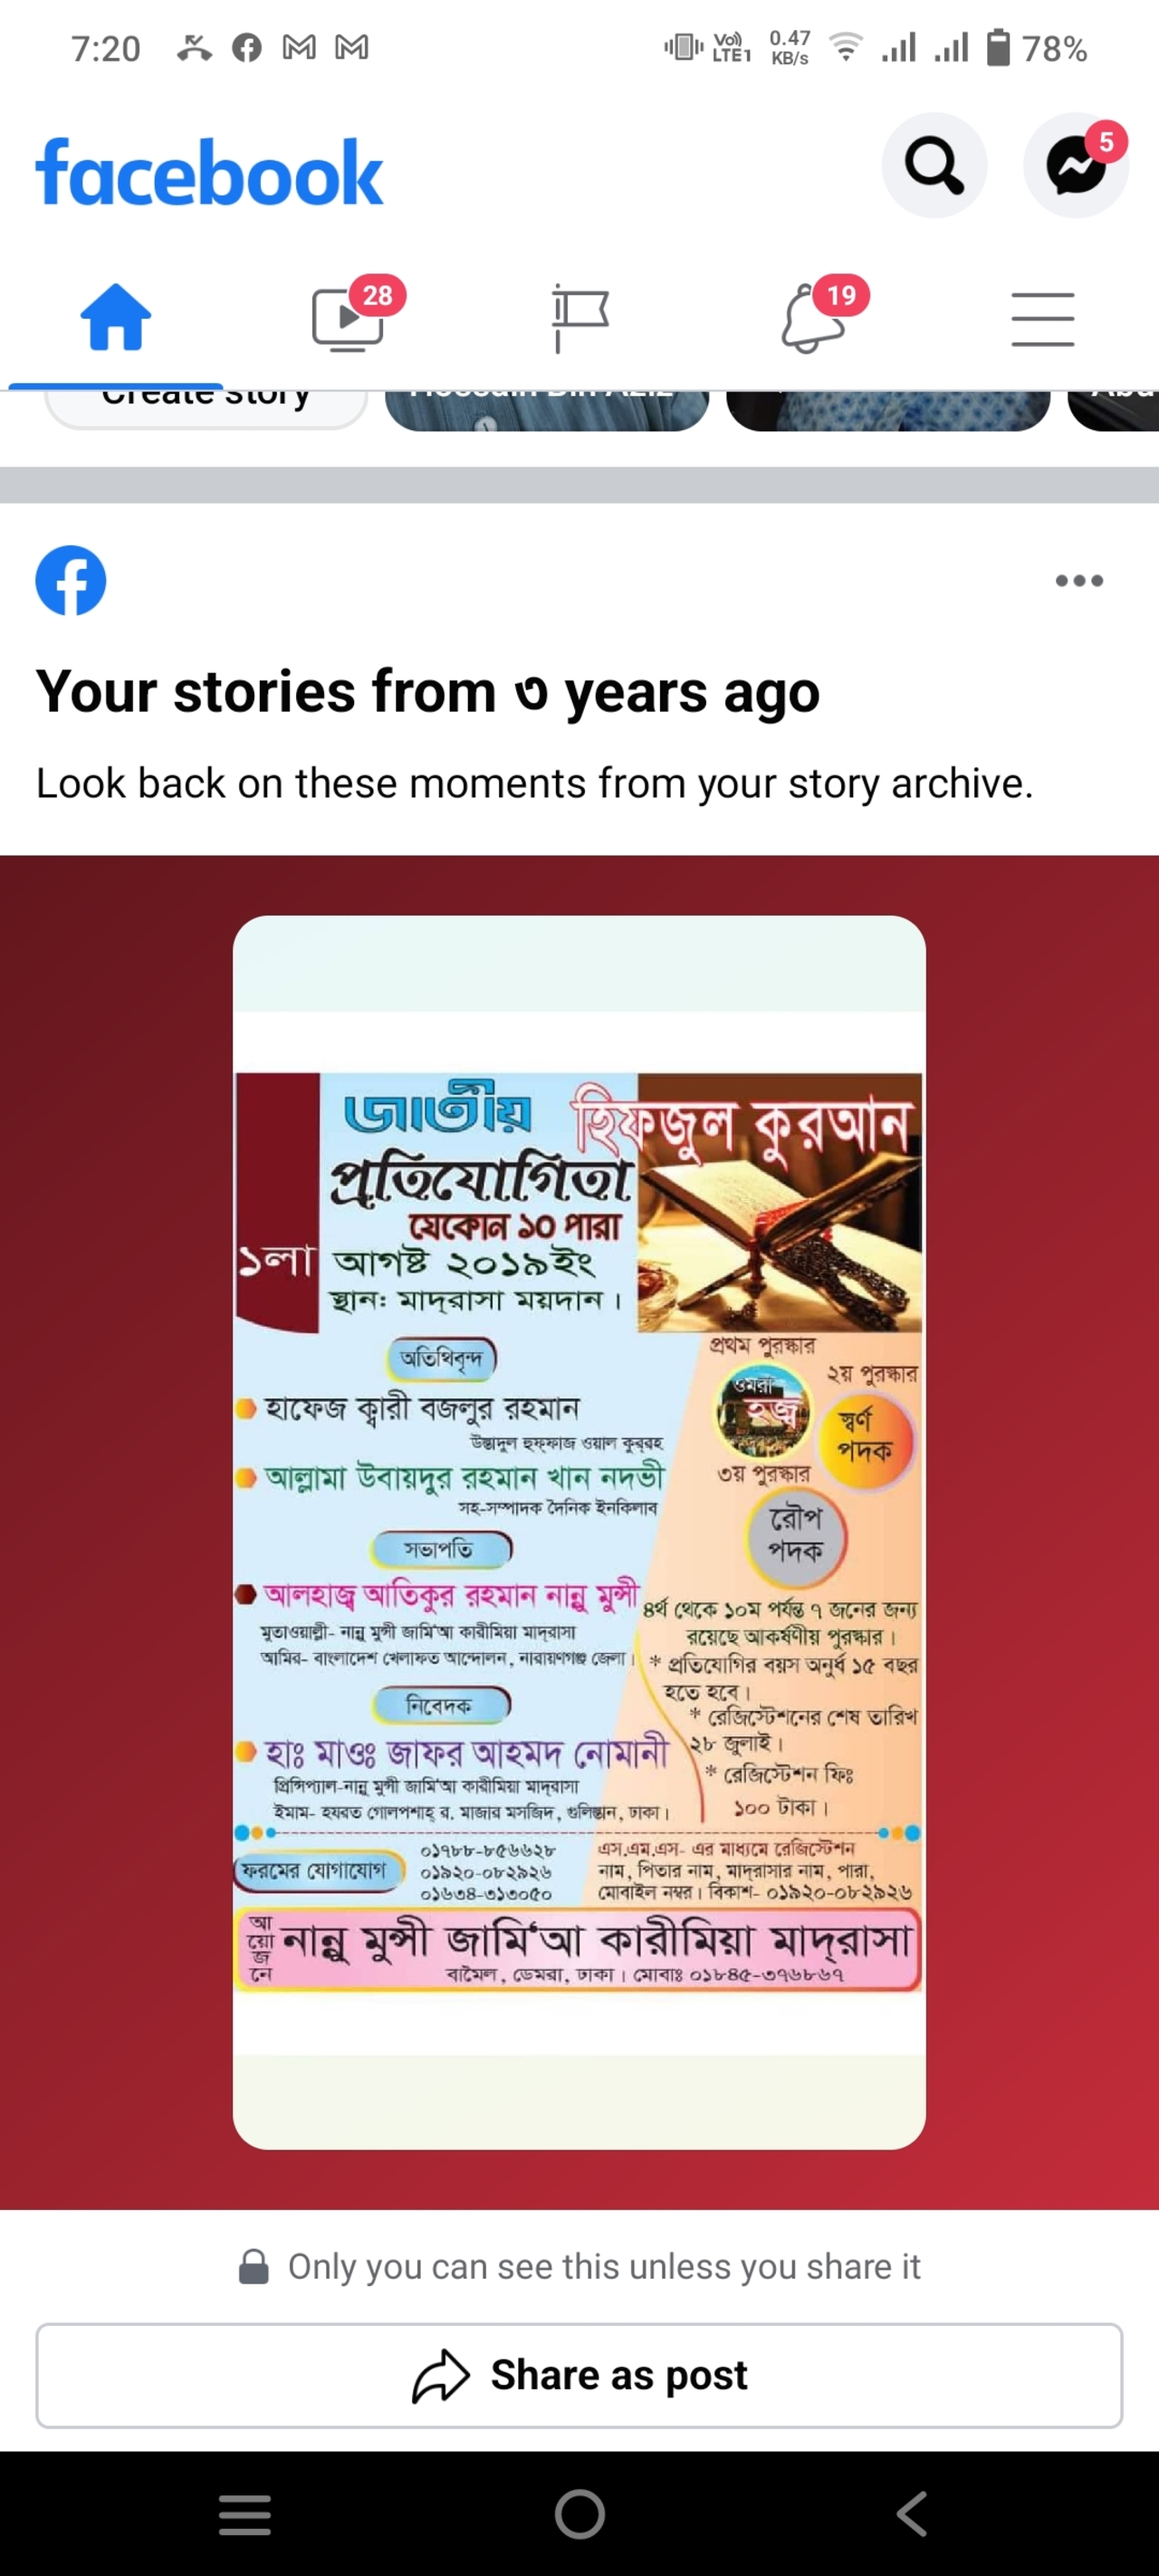 7:20
Vo)) LTE1
0.47 KB/s
78%
facebook
5
28
19
Create story
Hossain Bin Aziz
Your stories from ৩ years ago
Look back on these moments from your story archive.
জাতীয় হিফজুল কুরআন
প্রতিযোগিতা
যেকোন ১০ পারা
১লা আগষ্ট ২০১৯ইং
স্থান: মাদ্‌রাসা ময়দান।
অতিথিবৃন্দ
হাফেজ ক্বারী বজলুর রহমান
উস্তাদুল হুফ্ফাজ ওয়াল কুর্‌রহ
আল্লামা উবায়দুর রহমান খান নদভী
সহ-সম্পাদক দৈনিক ইনকিলাব
সভাপতি
আলহাজ্ব আতিকুর রহমান নান্নু মুন্সী
মুতাওয়াল্লী- নান্নু মুন্সী জামি‘আ কারীমিয়া মাদ্‌রাসা
আমির- বাংলাদেশ খেলাফত আন্দোলন, নারায়ণগঞ্জ জেলা।
নিবেদক
হাঃ মাওঃ জাফর আহমদ নোমানী
প্রিন্সিপ্যাল-নান্নু মুন্সী জামি‘আ কারীমিয়া মাদ্‌রাসা
ইমাম- হযরত গোলপশাহ্ র. মাজার মসজিদ, গুলিস্তান, ঢাকা।
প্রথম পুরষ্কার
ওমরা
হজ্ব
২য় পুরষ্কার
স্বর্ণ
পদক
৩য় পুরষ্কার
রৌপ
পদক
৪র্থ থেকে ১০ম পর্যন্ত ৭ জনের জন্য
রয়েছে আকর্ষণীয় পুরষ্কার।
* প্রতিযোগির বয়স অনুর্ধ ১৫ বছর
হতে হবে।
* রেজিস্টেশনের শেষ তারিখ
২৮ জুলাই।
* রেজিস্টেশন ফিঃ
১০০ টাকা।
ফরমের যোগাযোগ
০১৭৮৮-৮৫৬৬২৮
০১৯২০-০৮২৯২৬
০১৬৩৪-৩১৩০৫০
এস.এম.এস- এর মাধ্যমে রেজিস্টেশন
নাম, পিতার নাম, মাদ্‌রাসার নাম, পারা,
মোবাইল নম্বর। বিকাশ- ০১৯২০-০৮২৯২৬
আয়োজনে
নান্নু মুন্সী জামি‘আ কারীমিয়া মাদ্‌রাসা
বামৈল, ডেমরা, ঢাকা। মোবাঃ ০১৮৪৫-৩৭৬৮৬৭
Only you can see this unless you share it
Share as post